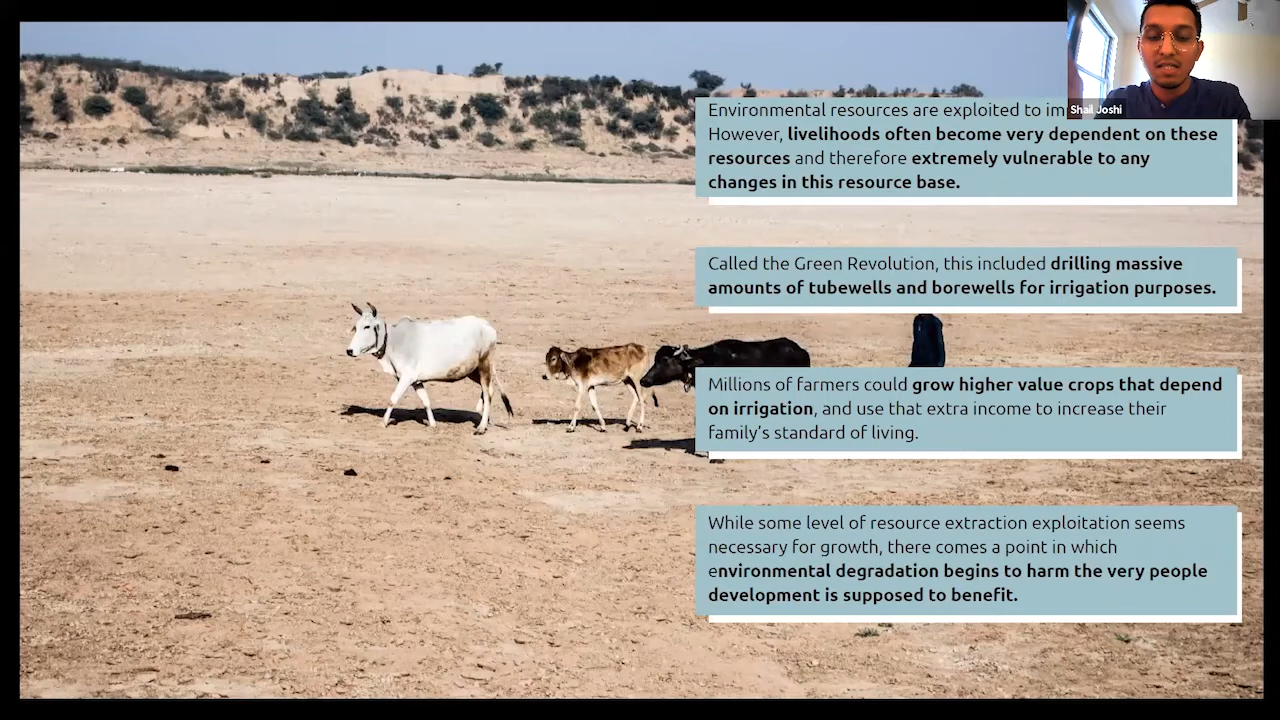 Environmental resources are exploited to im
Shail Joshi
However, livelihoods often become very dependent on these
resources and therefore extremely vulnerable to any
changes in this resource base.
Called the Green Revolution, this included drilling massive
amounts of tubewells and borewells for irrigation purposes.
Millions of farmers could grow higher value crops that depend
on irrigation, and use that extra income to increase their
family's standard of living.
While some level of resource extraction exploitation seems
necessary for growth, there comes a point in which
environmental degradation begins to harm the very people
development is supposed to benefit.